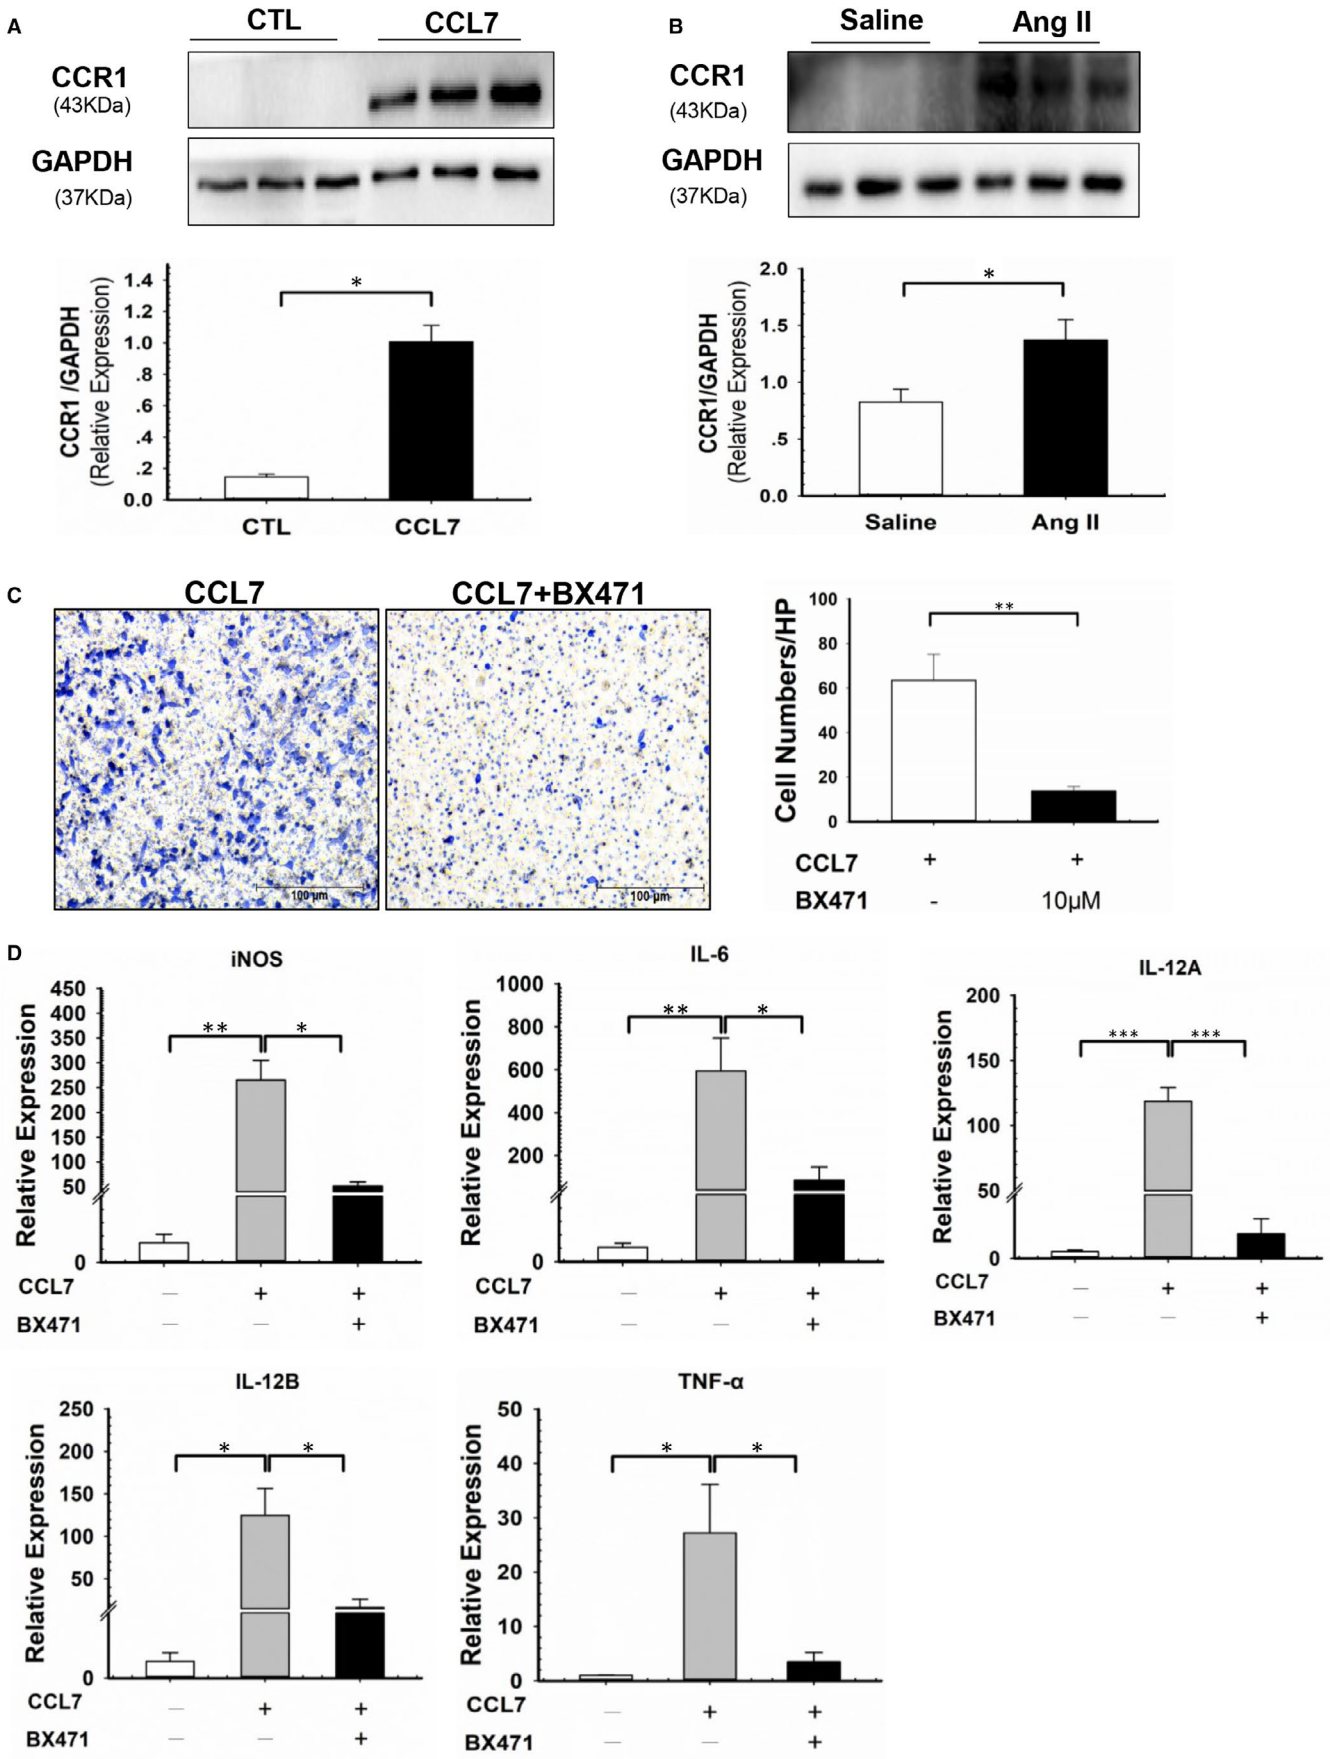 A
CTL
CCL7
CCR1
(43KDa)
GAPDH
(37KDa)
1.4
1.2
1.0
.8
.6
.4
.2
0.0
CCR1 /GAPDH
(Relative Expression)
*
CTL
CCL7
B
Saline
Ang II
CCR1
(43KDa)
GAPDH
(37KDa)
2.0
1.5
1.0
.5
0.0
CCR1/GAPDH
(Relative Expression)
*
Saline
Ang II
C
CCL7
CCL7+BX471
100 μm
100 μm
100
80
60
40
20
0
Cell Numbers/HP
**
CCL7 + +
BX471 - 10μM
D
iNOS
450
400
350
300
250
200
150
100
50
0
Relative Expression
** *
CCL7 — + +
BX471 — — +
IL-6
1000
800
600
400
200
0
Relative Expression
** *
CCL7 — + +
BX471 — — +
IL-12A
200
150
100
50
0
Relative Expression
*** ***
CCL7 — + +
BX471 — — +
IL-12B
250
200
150
100
50
0
Relative Expression
* *
CCL7 — + +
BX471 — — +
TNF-α
50
40
30
20
10
0
Relative Expression
* *
CCL7 — + +
BX471 — — +